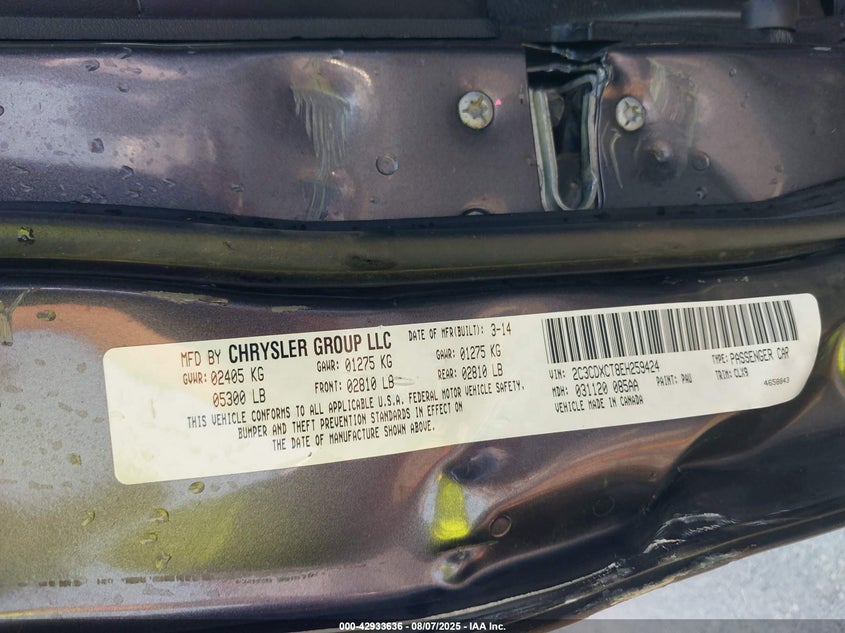 MFD BY CHRYSLER GROUP LLC DATE OF MFR(BUILT): 3-14
GVWR: 02405 KG GAWR: 01275 KG GAWR: 01275 KG
05300 LB FRONT: 02810 LB REAR: 02810 LB
THIS VEHICLE CONFORMS TO ALL APPLICABLE U.S.A. FEDERAL MOTOR VEHICLE SAFETY,
BUMPER AND THEFT PREVENTION STANDARDS IN EFFECT ON
THE DATE OF MANUFACTURE SHOWN ABOVE.
VIN: 2C3CDXCT8EH259424 TYPE: PASSENGER CAR
MDH: 031120 085AA PAINT: PAU TRIM: CLX9
VEHICLE MADE IN CANADA 4658043
000-42933636 - 08/07/2025 - IAA Inc.